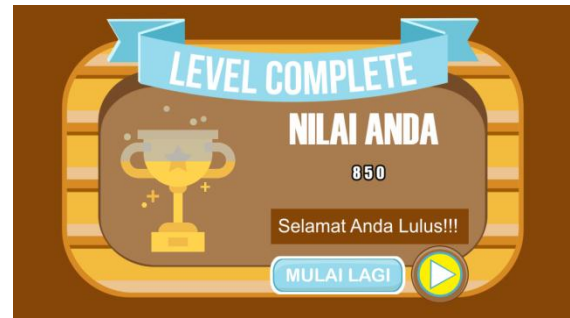 LEVEL COMPLETE
NILAI ANDA
850
Selamat Anda Lulus!!!
MULAI LAGI